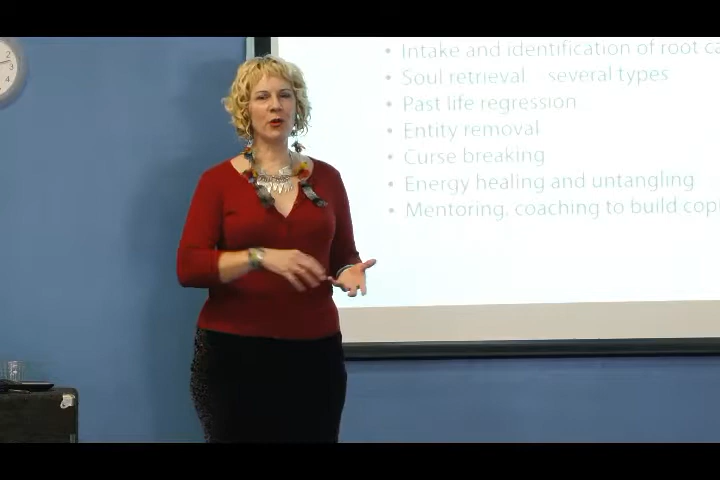 • Intake and identification of root ca
• Soul retrieval several types
• Past life regression
• Entity removal
• Curse breaking
• Energy healing and untangling
• Mentoring, coaching to build copi